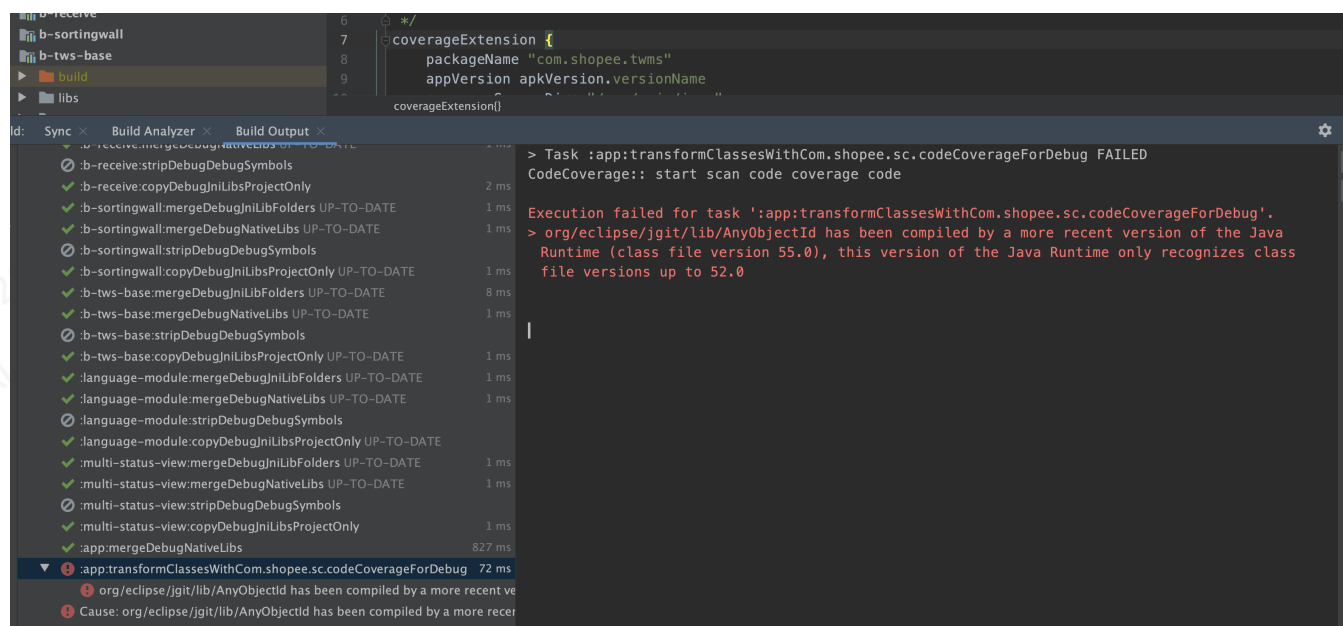 b-receive
b-sortingwall
b-tws-base
build
libs
6 */
7 coverageExtension {
8 packageName "com.shopee.twms"
9 appVersion apkVersion.versionName
coverageExtension{}
ld: Sync × Build Analyzer × Build Output ×
:b-receive:mergeDebugNativeLibs UP-TO-DATE 1 ms
:b-receive:stripDebugDebugSymbols
:b-receive:copyDebugJniLibsProjectOnly 2 ms
:b-sortingwall:mergeDebugJniLibFolders UP-TO-DATE 1 ms
:b-sortingwall:mergeDebugNativeLibs UP-TO-DATE 1 ms
:b-sortingwall:stripDebugDebugSymbols
:b-sortingwall:copyDebugJniLibsProjectOnly UP-TO-DATE 1 ms
:b-tws-base:mergeDebugJniLibFolders UP-TO-DATE 8 ms
:b-tws-base:mergeDebugNativeLibs UP-TO-DATE 1 ms
:b-tws-base:stripDebugDebugSymbols
:b-tws-base:copyDebugJniLibsProjectOnly UP-TO-DATE 1 ms
:language-module:mergeDebugJniLibFolders UP-TO-DATE 1 ms
:language-module:mergeDebugNativeLibs UP-TO-DATE 1 ms
:language-module:stripDebugDebugSymbols
:language-module:copyDebugJniLibsProjectOnly UP-TO-DATE
:multi-status-view:mergeDebugJniLibFolders UP-TO-DATE 1 ms
:multi-status-view:mergeDebugNativeLibs UP-TO-DATE 1 ms
:multi-status-view:stripDebugDebugSymbols
:multi-status-view:copyDebugJniLibsProjectOnly 1 ms
:app:mergeDebugNativeLibs 827 ms
:app:transformClassesWithCom.shopee.sc.codeCoverageForDebug 72 ms
org/eclipse/jgit/lib/AnyObjectId has been compiled by a more recent ve
Cause: org/eclipse/jgit/lib/AnyObjectId has been compiled by a more recer
> Task :app:transformClassesWithCom.shopee.sc.codeCoverageForDebug FAILED
CodeCoverage:: start scan code coverage code
Execution failed for task ':app:transformClassesWithCom.shopee.sc.codeCoverageForDebug'.
> org/eclipse/jgit/lib/AnyObjectId has been compiled by a more recent version of the Java
Runtime (class file version 55.0), this version of the Java Runtime only recognizes class
file versions up to 52.0